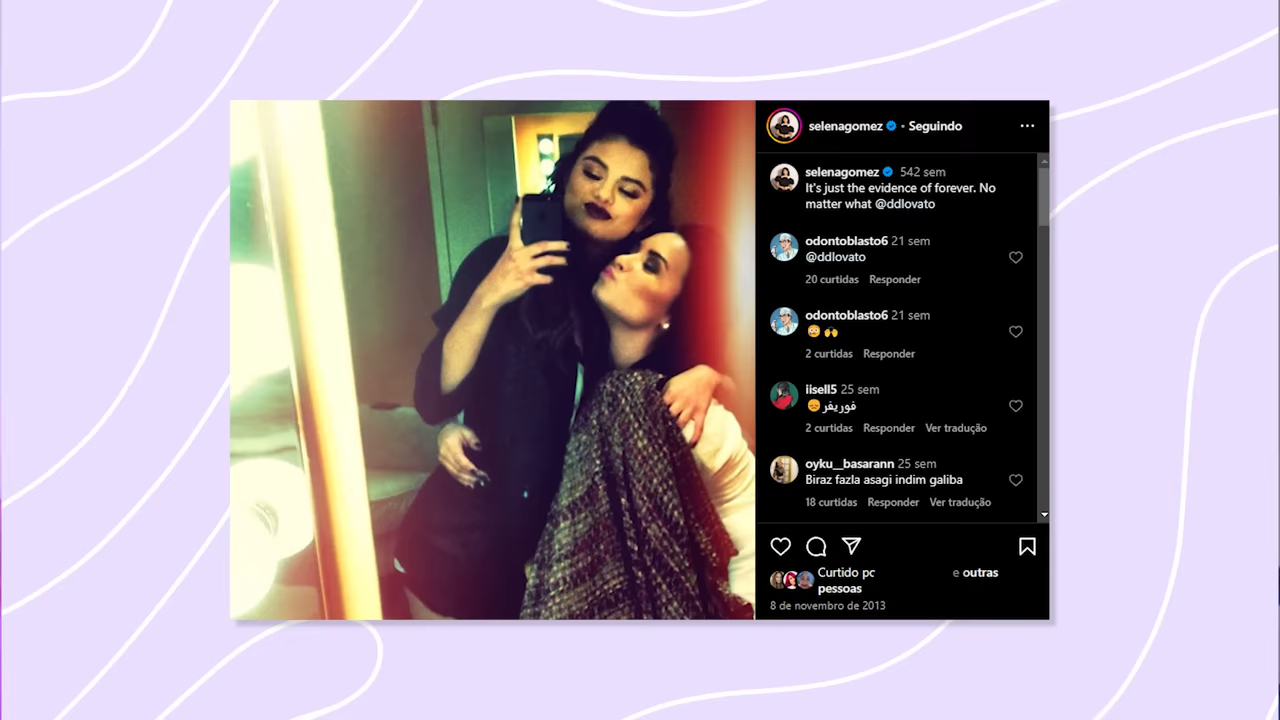 selenagomez • Seguindo
selenagomez 542 sem
It's just the evidence of forever. No
matter what @ddlovato
odontoblasto6 21 sem
@ddlovato
20 curtidas Responder
odontoblasto6 21 sem
😳🙌
2 curtidas Responder
iisell5 25 sem
😞فوريفر
2 curtidas Responder Ver tradução
oyku__basarann 25 sem
Biraz fazla asagi indim galiba
18 curtidas Responder Ver tradução
Curtido pc e outras
pessoas
8 de novembro de 2013